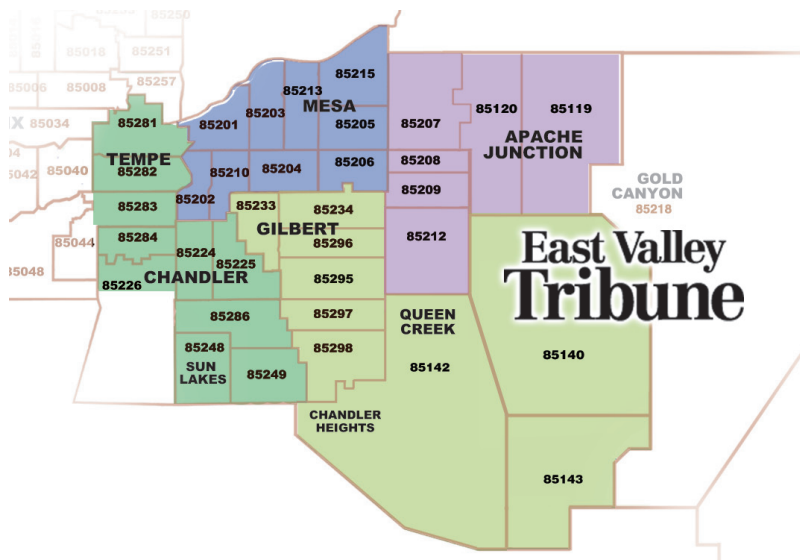 85250
85018
85251
85257
85006
85008
85215
85213
MESA
85203
85120
85119
X 85034
85281
85201
85205
85207
APACHE
JUNCTION
TEMPE
85040
85282
85042
85210
85204
85206
85208
85209
GOLD
CANYON
85218
85283
85202
85233
85234
GILBERT
85212
85044
85284
85224
85296
East Valley
Tribune
85048
CHANDLER
85225
85226
85295
85286
85297
QUEEN
CREEK
85248
85298
85140
SUN
LAKES
85249
85142
CHANDLER
HEIGHTS
85143